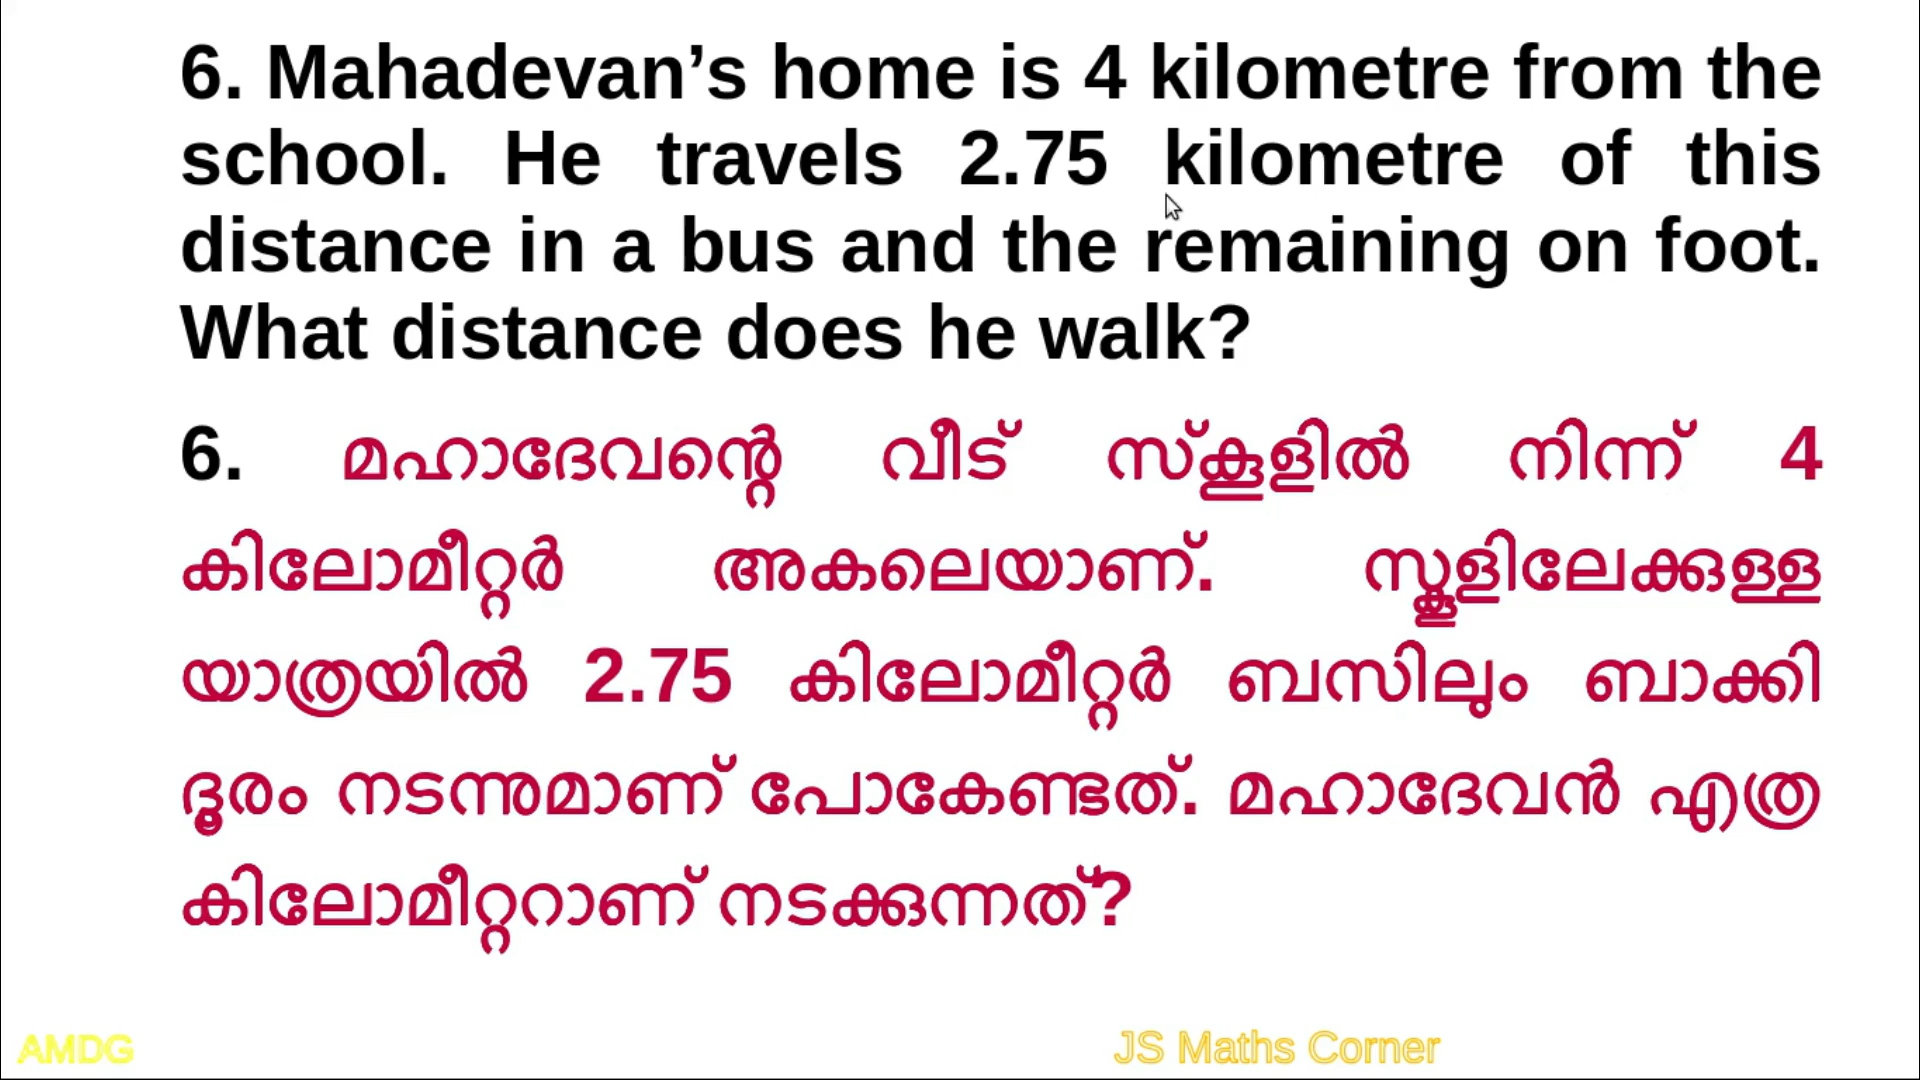 6. Mahadevan’s home is 4 kilometre from the
school. He travels 2.75 kilometre of this
distance in a bus and the remaining on foot.
What distance does he walk?
6. മഹാദേവന്റെ വീട് സ്കൂളിൽ നിന്ന് 4
കിലോമീറ്റർ അകലെയാണ്. സ്കൂളിലേക്കുള്ള
യാത്രയിൽ 2.75 കിലോമീറ്റർ ബസിലും ബാക്കി
ദൂരം നടന്നുമാണ് പോകേണ്ടത്. മഹാദേവൻ എത്ര
കിലോമീറ്ററാണ് നടക്കുന്നത്?
AMDG
JS Maths Corner